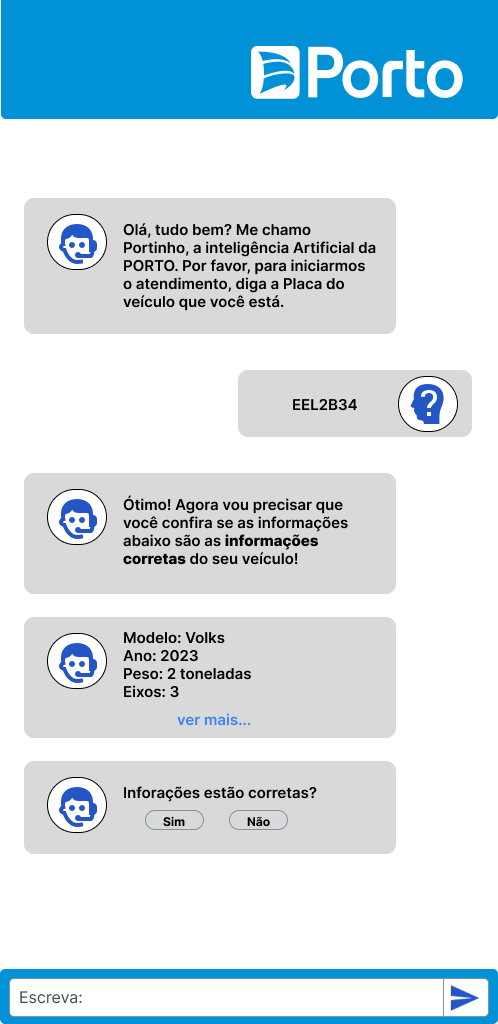 Porto
Olá, tudo bem? Me chamo
Portinho, a inteligência Artificial da
PORTO. Por favor, para iniciarmos
o atendimento, diga a Placa do
veículo que você está.
EEL2B34
?
Ótimo! Agora vou precisar que
você confira se as informações
abaixo são as informações
corretas do seu veículo!
Modelo: Volks
Ano: 2023
Peso: 2 toneladas
Eixos: 3
ver mais...
Inforações estão corretas?
Sim Não
Escreva: